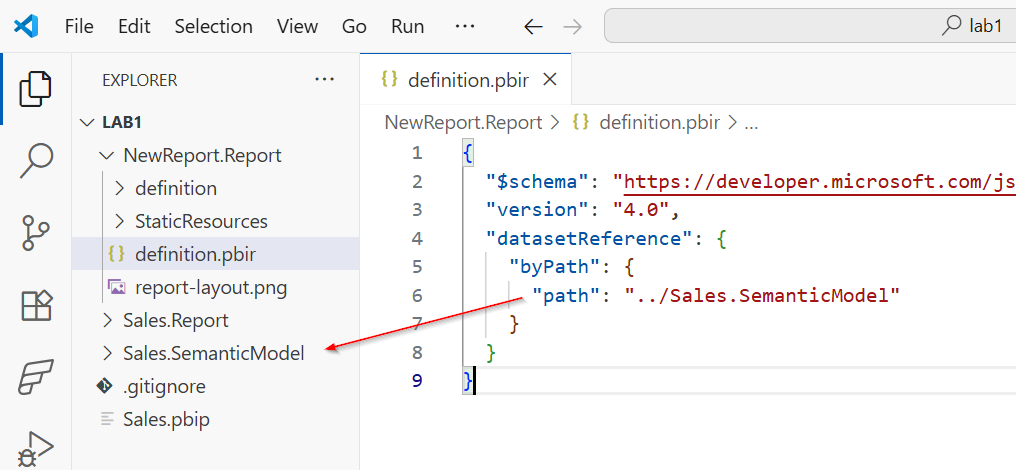 File Edit Selection View Go Run ··· lab1
EXPLORER ···
LAB1
NewReport.Report
definition
StaticResources
definition.pbir
report-layout.png
Sales.Report
Sales.SemanticModel
.gitignore
Sales.pbip
{} definition.pbir
NewReport.Report > {} definition.pbir > ...
1 {
2 "$schema": "https://developer.microsoft.com/js
3 "version": "4.0",
4 "datasetReference": {
5 "byPath": {
6 "path": "../Sales.SemanticModel"
7 }
8 }
9 }